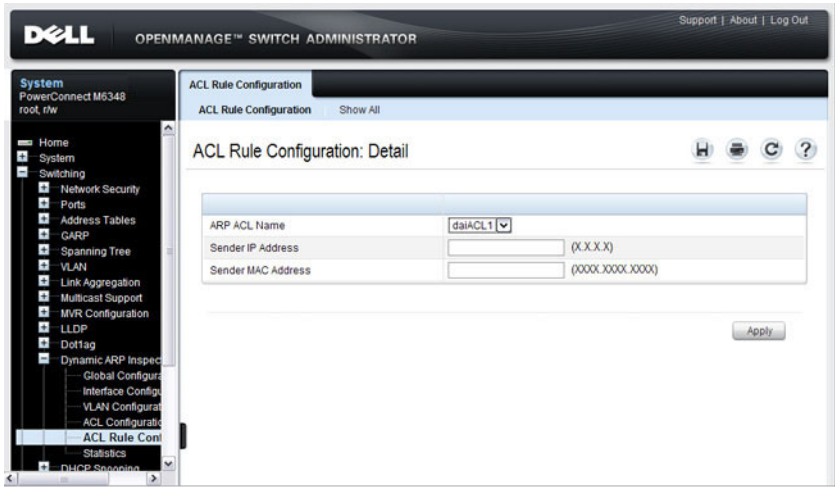 Support | About | Log Out
DELL
OPENMANAGE™ SWITCH ADMINISTRATOR
System
PowerConnect M6348
root, r/w
Home
System
Switching
Network Security
Ports
Address Tables
GARP
Spanning Tree
VLAN
Link Aggregation
Multicast Support
MVR Configuration
LLDP
Dot1ag
Dynamic ARP Inspec
Global Configura
Interface Configu
VLAN Configurat
ACL Configuratio
ACL Rule Conf
Statistics
DHCP Snooping
ACL Rule Configuration
ACL Rule Configuration Show All
ACL Rule Configuration: Detail
H C ?
ARP ACL Name daiACL1
Sender IP Address (X.X.X.X)
Sender MAC Address (XXXX.XXXX.XXXX)
Apply